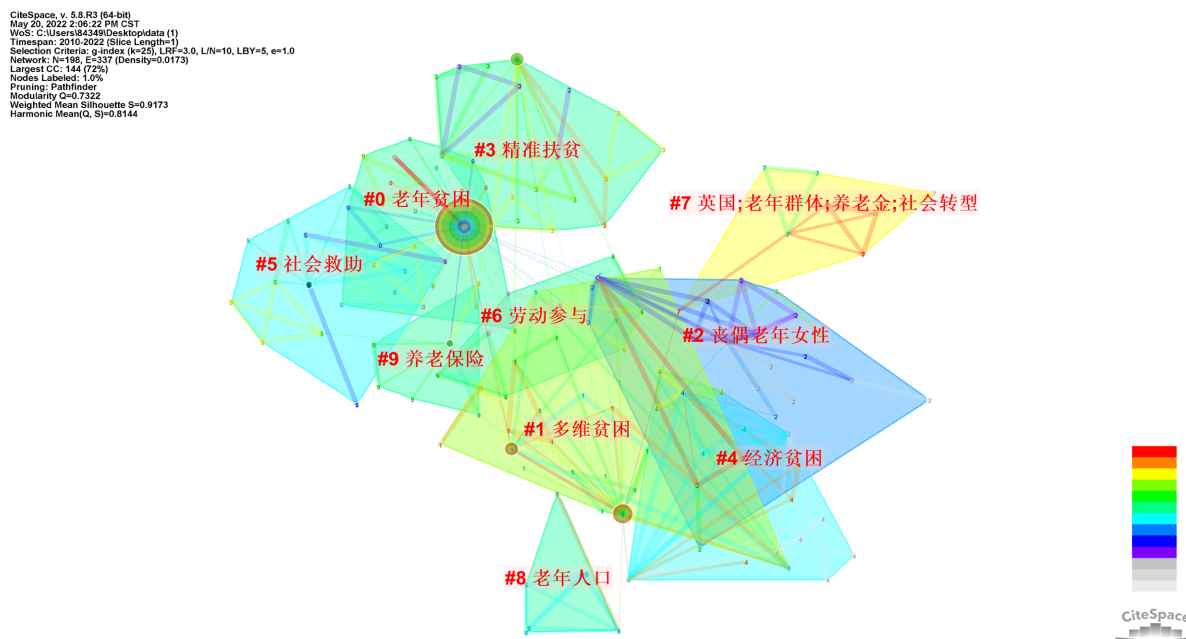 CiteSpace, v. 5.8.R3 (64-bit)
May 20, 2022 2:06:22 PM CST
WoS: C:\Users\84349\Desktop\data (1)
Timespan: 2010-2022 (Slice Length=1)
Selection Criteria: g-index (k=25), LRF=3.0, L/N=10, LBY=5, e=1.0
Network: N=198, E=337 (Density=0.0173)
Largest CC: 144 (72%)
Nodes Labeled: 1.0%
Pruning: Pathfinder
Modularity Q=0.7322
Weighted Mean Silhouette S=0.9173
Harmonic Mean(Q, S)=0.8144
#3 精准扶贫
#0 老年贫困
#7 英国;老年群体;养老金;社会转型
#5 社会救助
#6 劳动参与
#2 丧偶老年女性
#9 养老保险
#1 多维贫困
#4 经济贫困
#8 老年人口
CiteSpace